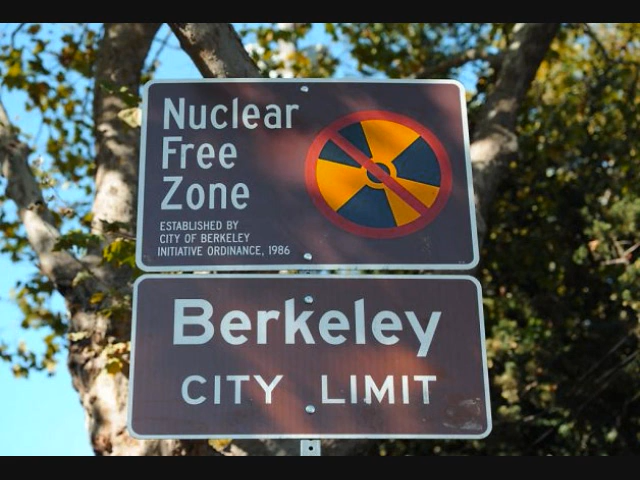 Nuclear
Free
Zone
ESTABLISHED BY
CITY OF BERKELEY
INITIATIVE ORDINANCE, 1986
Berkeley
CITY LIMIT